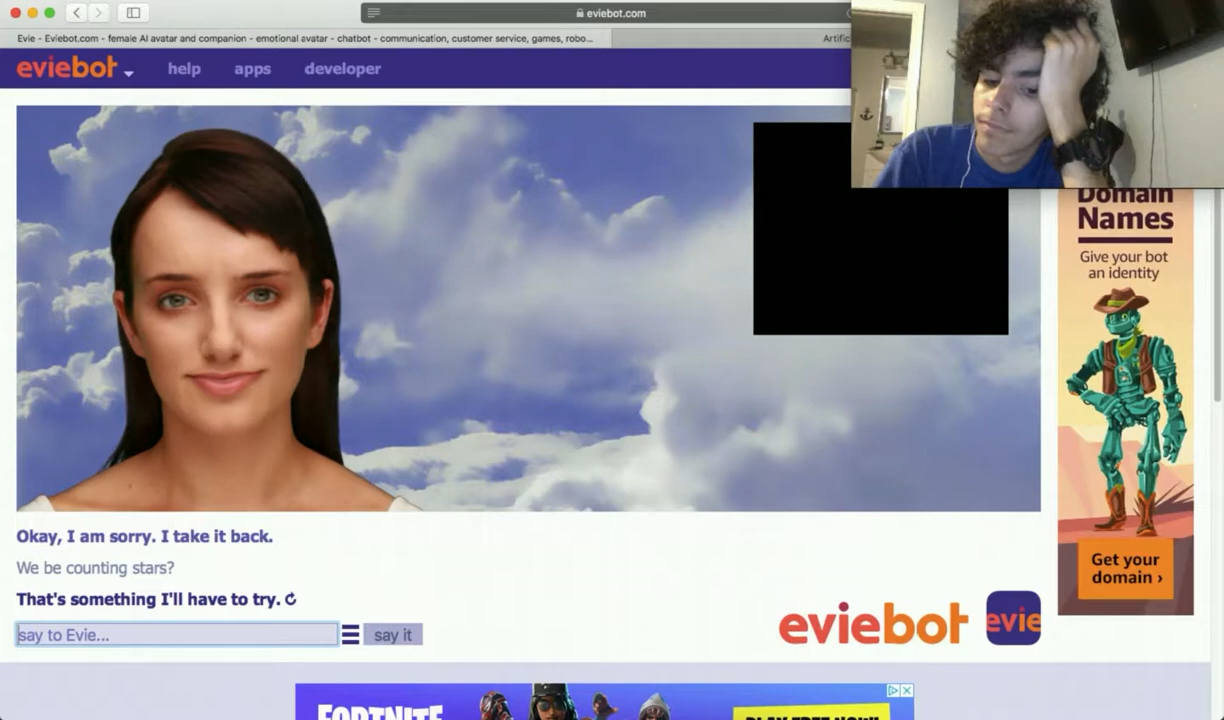 eviebot.com
Evie - Eviebot.com - female AI avatar and companion - emotional avatar - chatbot - communication, customer service, games, robo...
Artific
eviebot
help
apps
developer
Domain
Names
Give your bot
an identity
Get your
domain ›
Okay, I am sorry. I take it back.
We be counting stars?
That's something I'll have to try.
say to Evie...
say it
eviebot
evie
FORTNITE
PLAY FREE NOW!